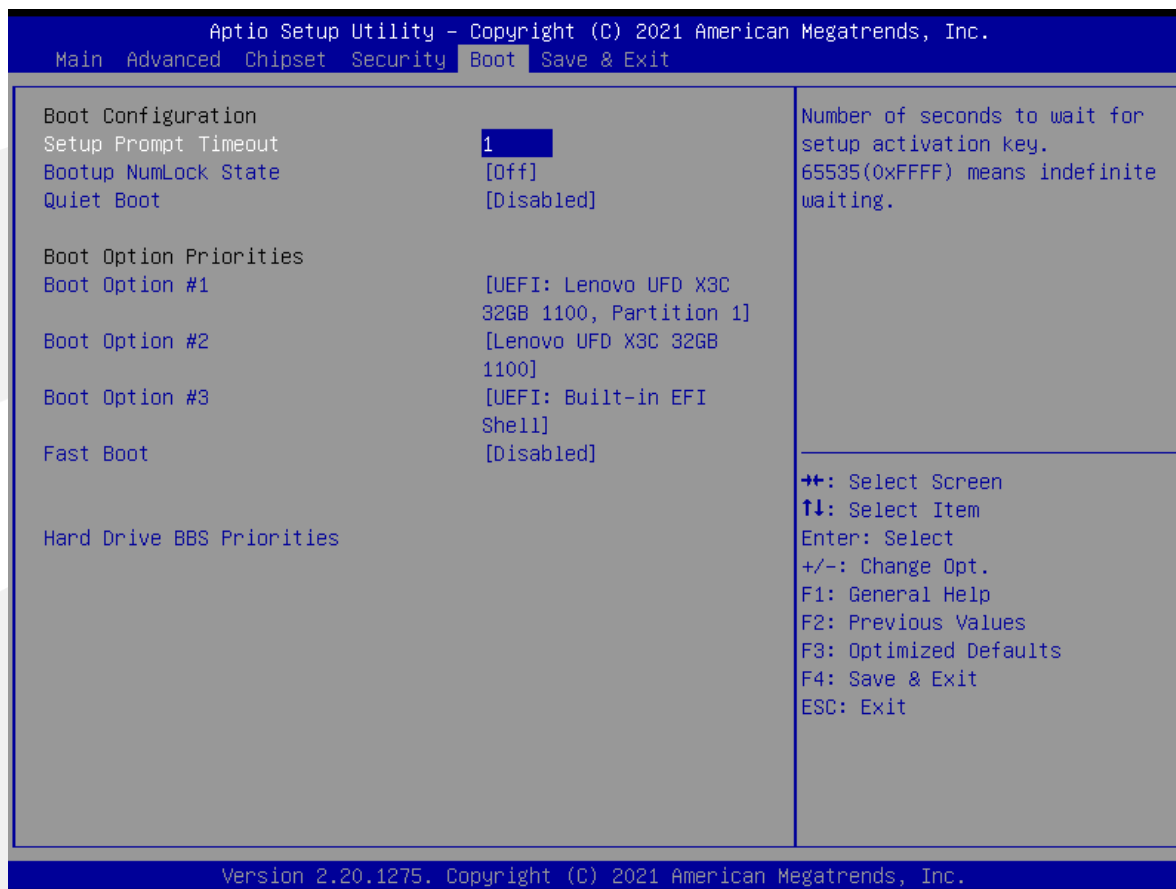 Aptio Setup Utility – Copyright (C) 2021 American Megatrends, Inc.
Main Advanced Chipset Security Boot Save & Exit
Boot Configuration
Setup Prompt Timeout 1
Bootup NumLock State [Off]
Quiet Boot [Disabled]
Boot Option Priorities
Boot Option #1 [UEFI: Lenovo UFD X3C
32GB 1100, Partition 1]
Boot Option #2 [Lenovo UFD X3C 32GB
1100]
Boot Option #3 [UEFI: Built-in EFI
Shell]
Fast Boot [Disabled]
Hard Drive BBS Priorities
Number of seconds to wait for
setup activation key.
65535(0xFFFF) means indefinite
waiting.
→←: Select Screen
↑↓: Select Item
Enter: Select
+/-: Change Opt.
F1: General Help
F2: Previous Values
F3: Optimized Defaults
F4: Save & Exit
ESC: Exit
Version 2.20.1275. Copyright (C) 2021 American Megatrends, Inc.